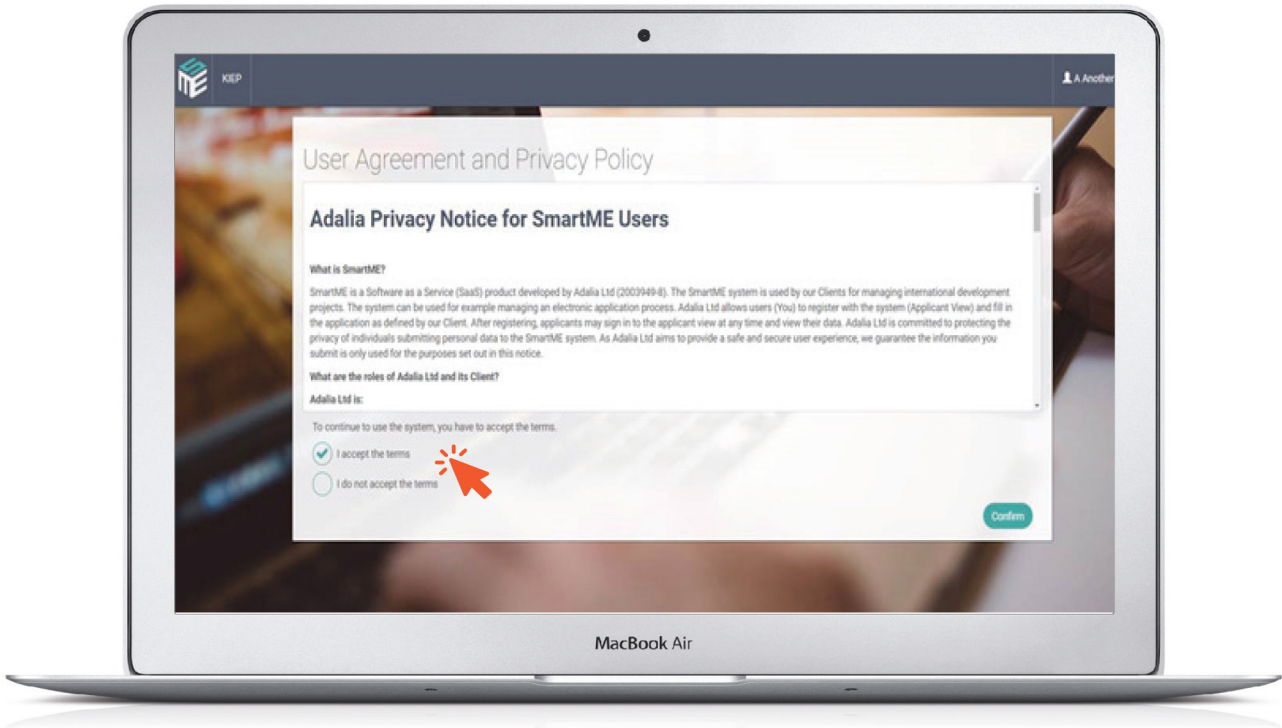 SME
KIEP
A Another
User Agreement and Privacy Policy
Adalia Privacy Notice for SmartME Users
What is SmartME?
SmartME is a Software as a Service (SaaS) product developed by Adalia Ltd (2003949-8). The SmartME system is used by our Clients for managing international development
projects. The system can be used for example managing an electronic application process. Adalia Ltd allows users (You) to register with the system (Applicant View) and fill in
the application as defined by our Client. After registering, applicants may sign in to the applicant view at any time and view their data. Adalia Ltd is committed to protecting the
privacy of individuals submitting personal data to the SmartME system. As Adalia Ltd aims to provide a safe and secure user experience, we guarantee the information you
submit is only used for the purposes set out in this notice.
What are the roles of Adalia Ltd and its Client?
Adalia Ltd is:
To continue to use the system, you have to accept the terms.
I accept the terms
I do not accept the terms
Confirm
MacBook Air